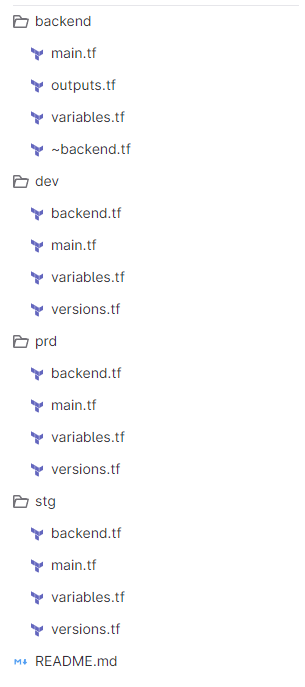 backend
main.tf
outputs.tf
variables.tf
~backend.tf
dev
backend.tf
main.tf
variables.tf
versions.tf
prd
backend.tf
main.tf
variables.tf
versions.tf
stg
backend.tf
main.tf
variables.tf
versions.tf
README.md